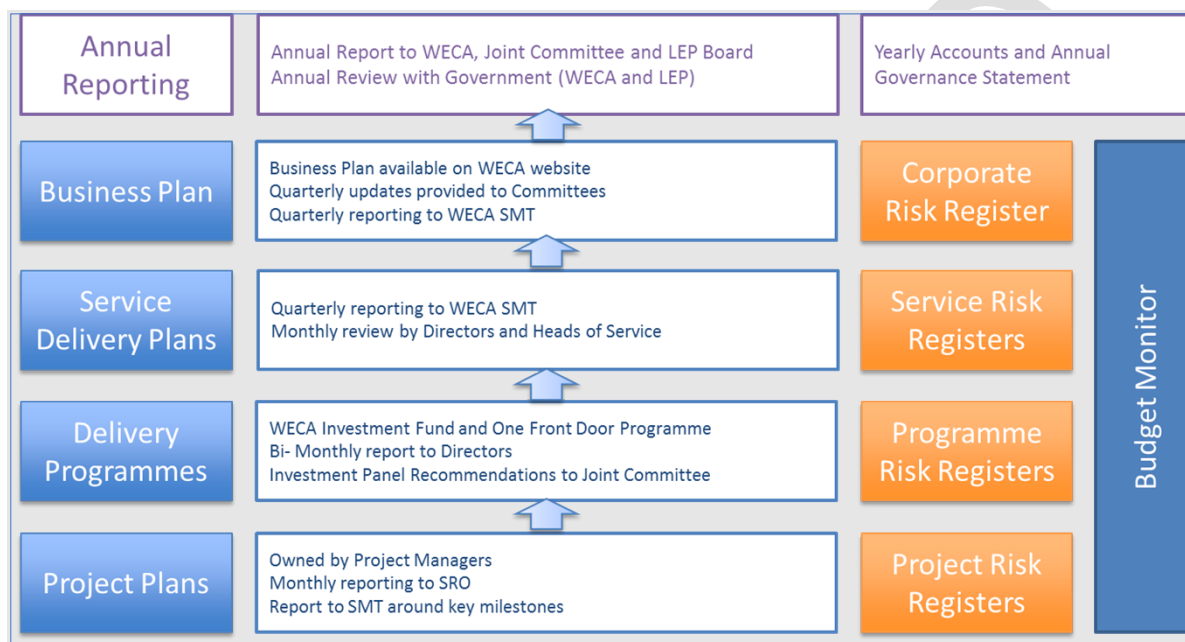 Annual
Reporting
Annual Report to WECA, Joint Committee and LEP Board
Annual Review with Government (WECA and LEP)
Yearly Accounts and Annual
Governance Statement
Business Plan
Business Plan available on WECA website
Quarterly updates provided to Committees
Quarterly reporting to WECA SMT
Corporate
Risk Register
Service
Delivery Plans
Quarterly reporting to WECA SMT
Monthly review by Directors and Heads of Service
Service Risk
Registers
Delivery
Programmes
WECA Investment Fund and One Front Door Programme
Bi- Monthly report to Directors
Investment Panel Recommendations to Joint Committee
Programme
Risk Registers
Project Plans
Owned by Project Managers
Monthly reporting to SRO
Report to SMT around key milestones
Project Risk
Registers
Budget Monitor